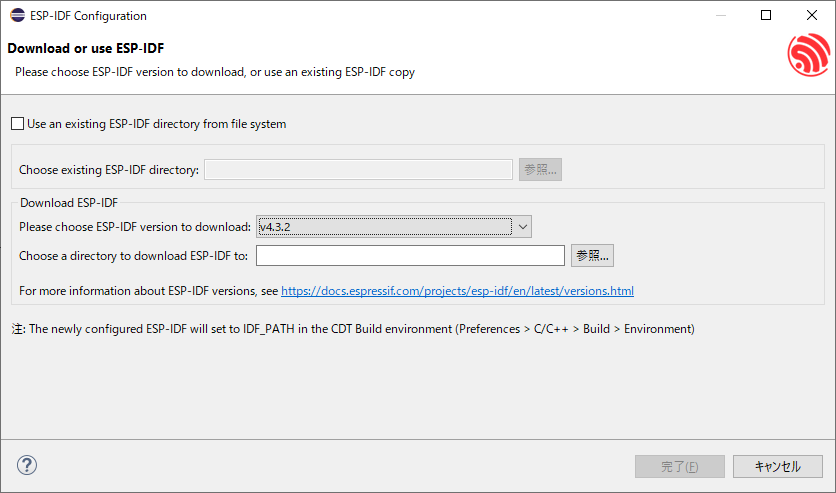 ESP-IDF Configuration
Download or use ESP-IDF
Please choose ESP-IDF version to download, or use an existing ESP-IDF copy
Use an existing ESP-IDF directory from file system
Choose existing ESP-IDF directory: 参照...
Download ESP-IDF
Please choose ESP-IDF version to download: v4.3.2
Choose a directory to download ESP-IDF to: 参照...
For more information about ESP-IDF versions, see https://docs.espressif.com/projects/esp-idf/en/latest/versions.html
注: The newly configured ESP-IDF will set to IDF_PATH in the CDT Build environment (Preferences > C/C++ > Build > Environment)
? 完了(F) キャンセル